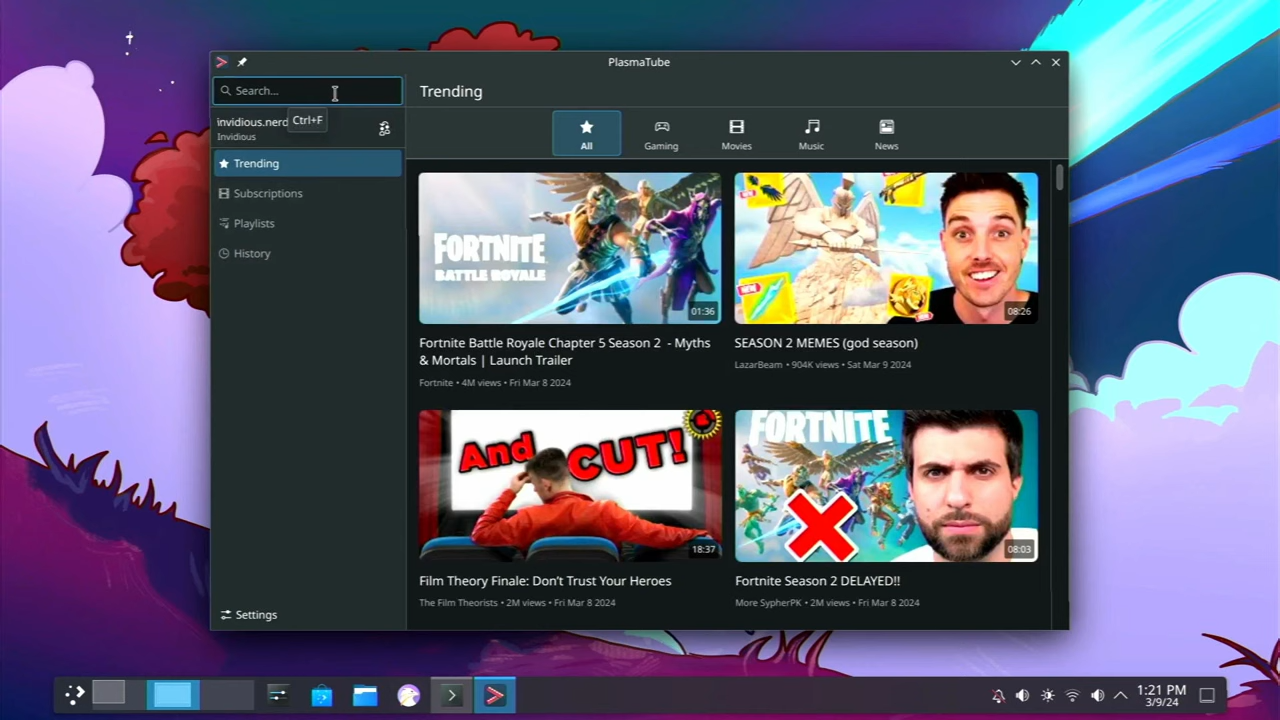 PlasmaTube
Search...
Trending
invidious.nerd
Ctrl+F
Invidious
Trending
Subscriptions
Playlists
History
Settings
All
Gaming
Movies
Music
News
FORTNITE
BATTLE ROYALE
01:36
Fortnite Battle Royale Chapter 5 Season 2 - Myths
& Mortals | Launch Trailer
Fortnite • 4M views • Fri Mar 8 2024
NEW
NEW
08:26
SEASON 2 MEMES (god season)
LazarBeam • 904K views • Sat Mar 9 2024
And CUT!
18:37
Film Theory Finale: Don't Trust Your Heroes
The Film Theorists • 2M views • Fri Mar 8 2024
FORTNITE
08:03
Fortnite Season 2 DELAYED!!
More SypherPK • 2M views • Fri Mar 8 2024
1:21 PM
3/9/24